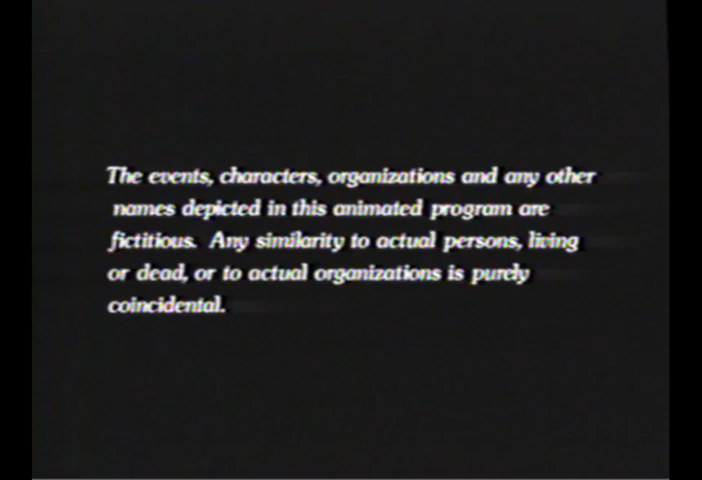 The events, characters, organizations and any other
names depicted in this animated program are
fictitious. Any similarity to actual persons, living
or dead, or to actual organizations is purely
coincidental.